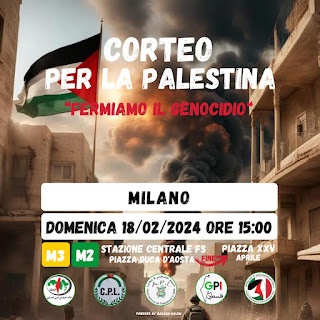 CORTEO
PER LA PALESTINA
"FERMIAMO IL GENOCIDIO"
MILANO
DOMENICA 18/02/2024 ORE 15:00
M3 M2 STAZIONE CENTRALE FS PIAZZA XXV
PIAZZA DUCA D'AOSTA FINE APRILE
C.P.L. GPI